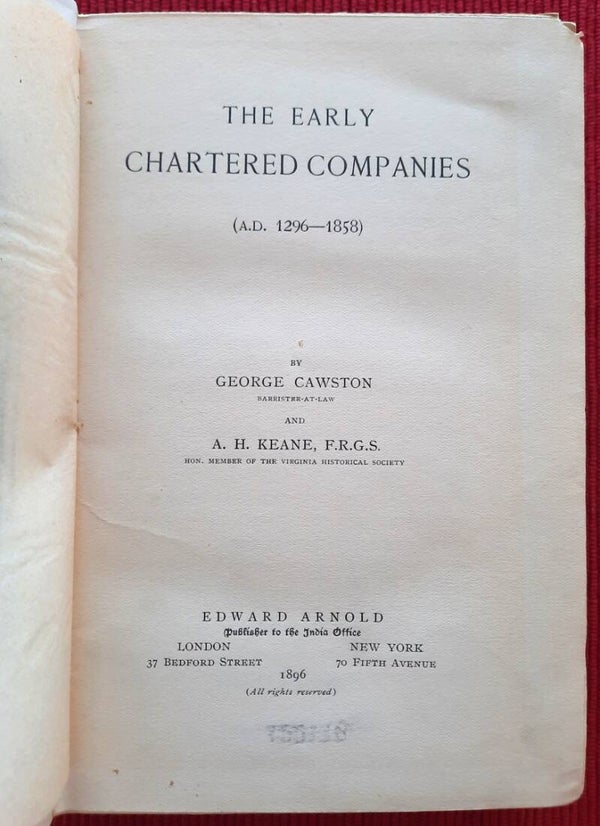 THE EARLY
CHARTERED COMPANIES
(A.D. 1296—1858)
BY
GEORGE CAWSTON
BARRISTER-AT-LAW
AND
A. H. KEANE, F.R.G.S.
HON. MEMBER OF THE VIRGINIA HISTORICAL SOCIETY
EDWARD ARNOLD
Publisher to the India Office
LONDON NEW YORK
37 BEDFORD STREET 70 FIFTH AVENUE
1896
(All rights reserved)